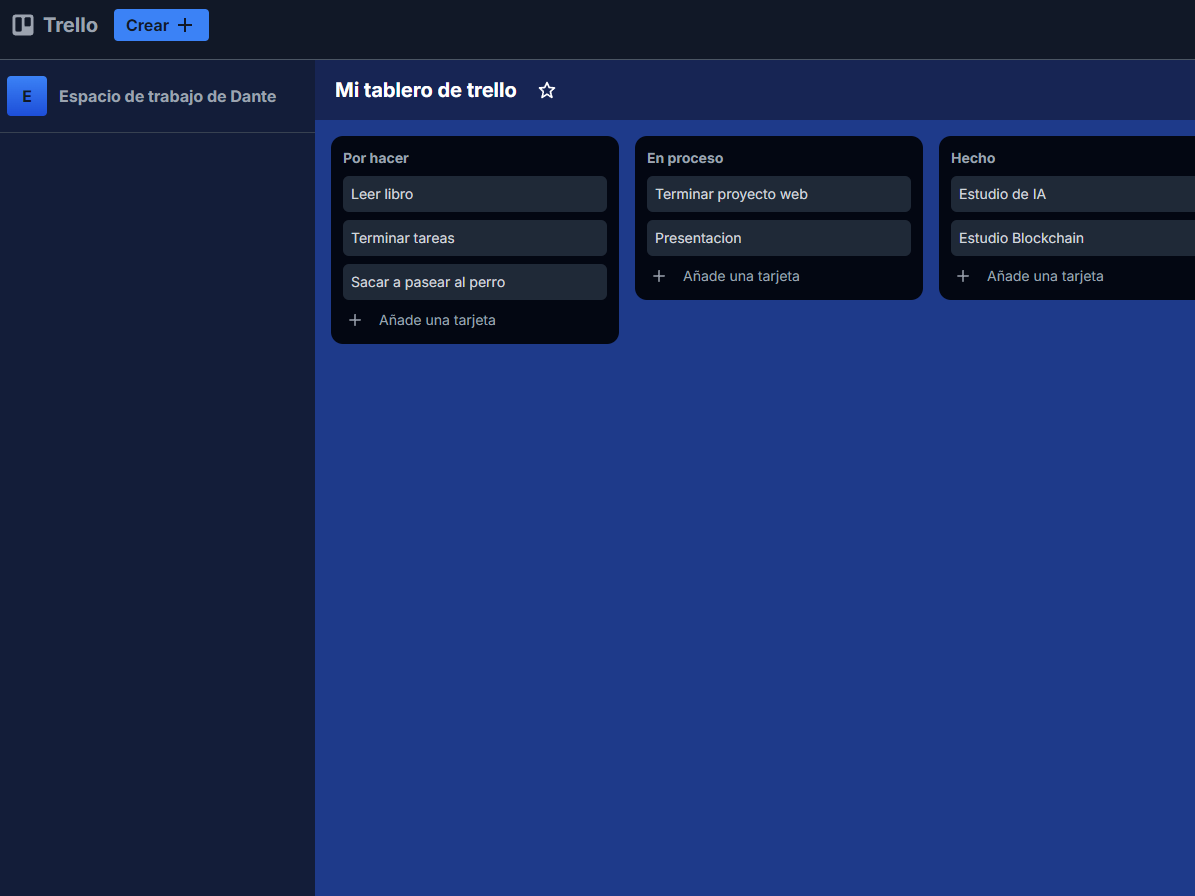 Trello
Crear
E
Espacio de trabajo de Dante
Mi tablero de trello
Por hacer
Leer libro
Terminar tareas
Sacar a pasear al perro
Añade una tarjeta
En proceso
Terminar proyecto web
Presentacion
Añade una tarjeta
Hecho
Estudio de IA
Estudio Blockchain
Añade una tarjeta